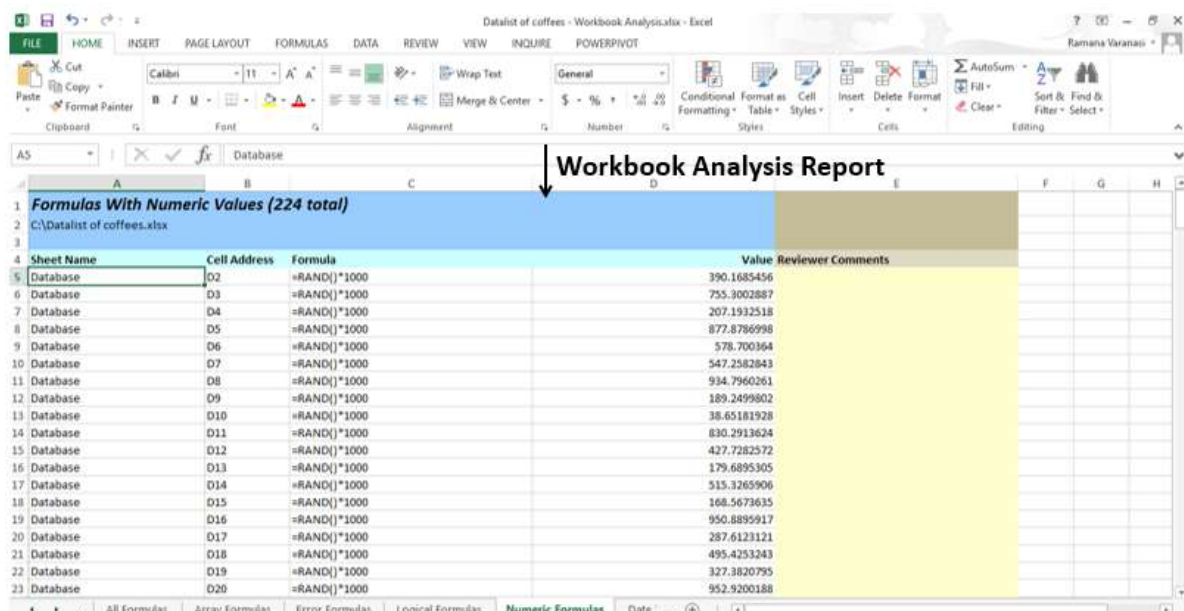 Datalist of coffees - Workbook Analysis.xlsx - Excel
FILE HOME INSERT PAGE LAYOUT FORMULAS DATA REVIEW VIEW INQUIRE POWERPIVOT Ramana Varanasi
Cut Calibri 11 Wrap Text General AutoSum
Copy Fill
Paste Format Painter B I U Merge & Center $ % Conditional Format as Cell Insert Delete Format Clear Sort & Find &
Formatting Table Styles Filter Select
Clipboard Font Alignment Number Styles Cells Editing
A5 fx Database
Workbook Analysis Report
A B C D E F G H
1 Formulas With Numeric Values (224 total)
2 C:\Datalist of coffees.xlsx
3
4 Sheet Name Cell Address Formula Value Reviewer Comments
5 Database D2 =RAND()*1000 390.1685456
6 Database D3 =RAND()*1000 755.3002887
7 Database D4 =RAND()*1000 207.1932518
8 Database D5 =RAND()*1000 877.8786998
9 Database D6 =RAND()*1000 578.700364
10 Database D7 =RAND()*1000 547.2582843
11 Database D8 =RAND()*1000 934.7960261
12 Database D9 =RAND()*1000 189.2499802
13 Database D10 =RAND()*1000 38.65181928
14 Database D11 =RAND()*1000 830.2913624
15 Database D12 =RAND()*1000 427.7282572
16 Database D13 =RAND()*1000 179.6895305
17 Database D14 =RAND()*1000 515.3265906
18 Database D15 =RAND()*1000 168.5673635
19 Database D16 =RAND()*1000 950.8895917
20 Database D17 =RAND()*1000 287.6123121
21 Database D18 =RAND()*1000 495.4253243
22 Database D19 =RAND()*1000 327.3820795
23 Database D20 =RAND()*1000 952.9200188
All Formulas Array Formulas Error Formulas Logical Formulas Numeric Formulas Date